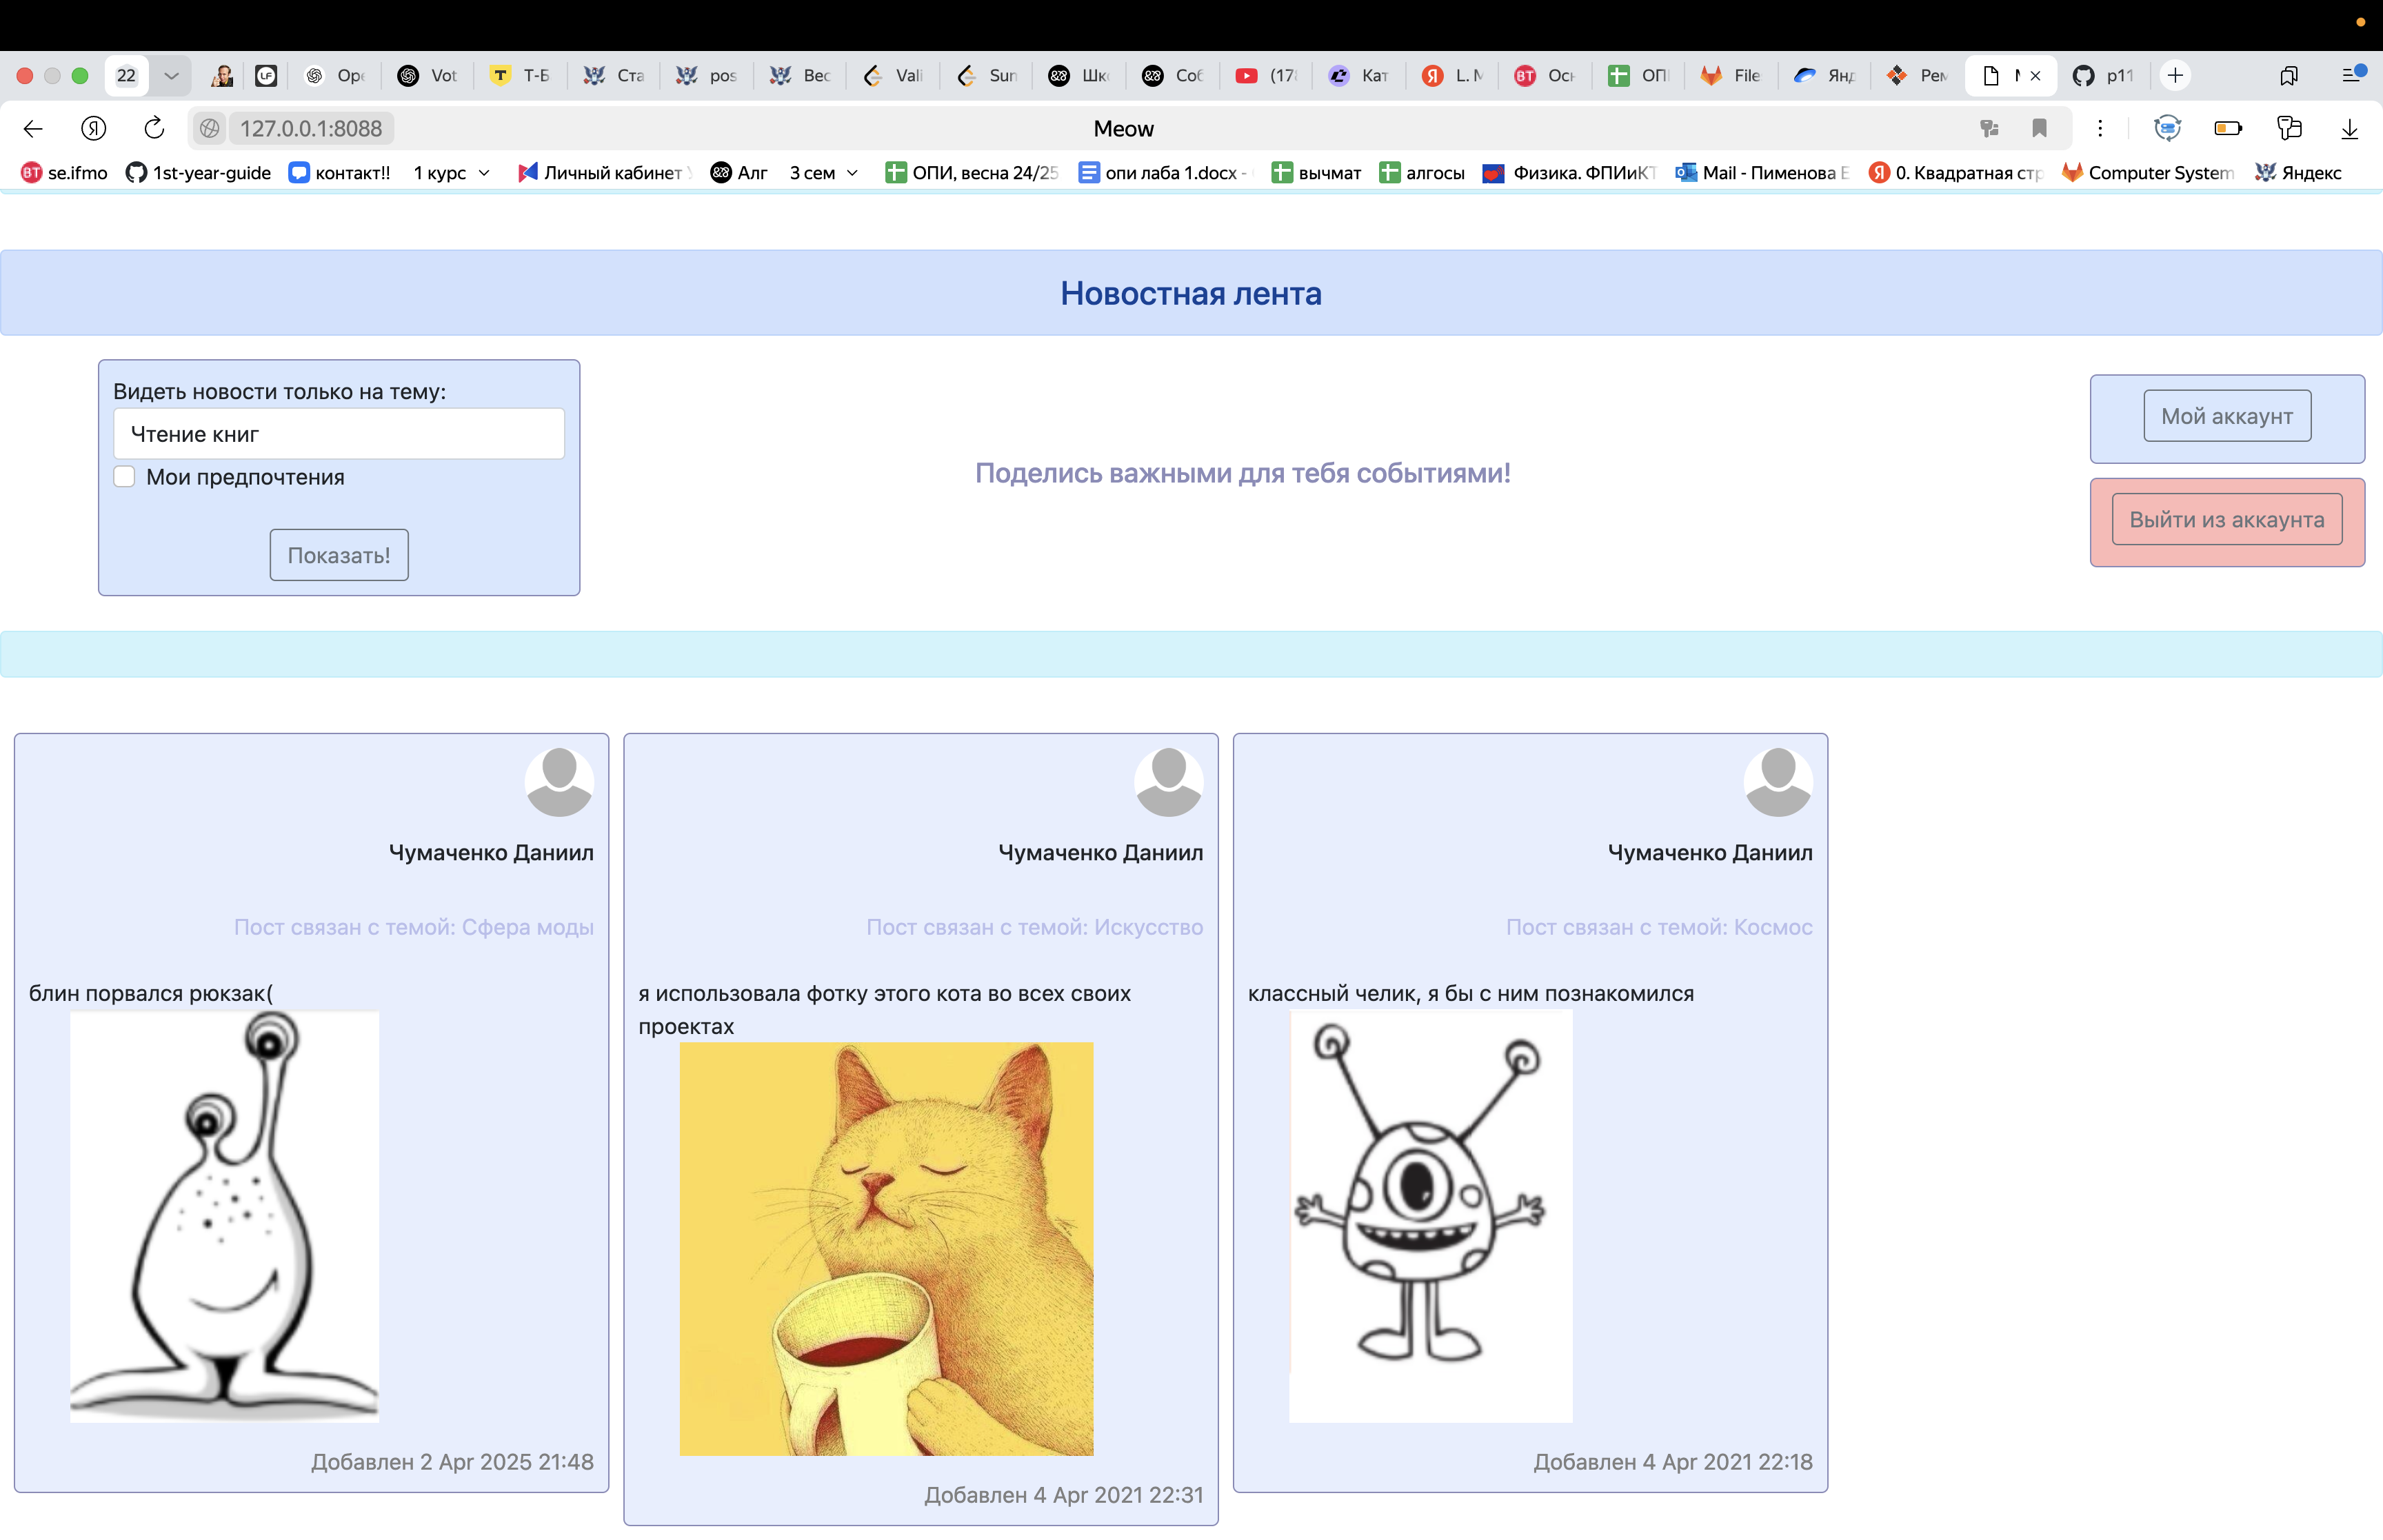 22
Ope
Vot
Т-Б
Ста
pos
Вес
Vali
Sun
Шко
Соб
(178
Кат
L. M
Осн
ОПИ
File
Янд
Рем
p11
127.0.0.1:8088
Meow
se.ifmo
1st-year-guide
контакт!!
1 курс
Личный кабинет
Алг
3 сем
ОПИ, весна 24/25
опи лаба 1.docx -
вычмат
алгосы
Физика. ФПИиКТ
Mail - Пименова Е
0. Квадратная стр
Computer System
Яндекс
Новостная лента
Видеть новости только на тему:
Чтение книг
Мои предпочтения
Показать!
Поделись важными для тебя событиями!
Мой аккаунт
Выйти из аккаунта
Чумаченко Даниил
Пост связан с темой: Сфера моды
блин порвался рюкзак(
Добавлен 2 Apr 2025 21:48
Чумаченко Даниил
Пост связан с темой: Искусство
я использовала фотку этого кота во всех своих
проектах
Добавлен 4 Apr 2021 22:31
Чумаченко Даниил
Пост связан с темой: Космос
классный челик, я бы с ним познакомился
Добавлен 4 Apr 2021 22:18